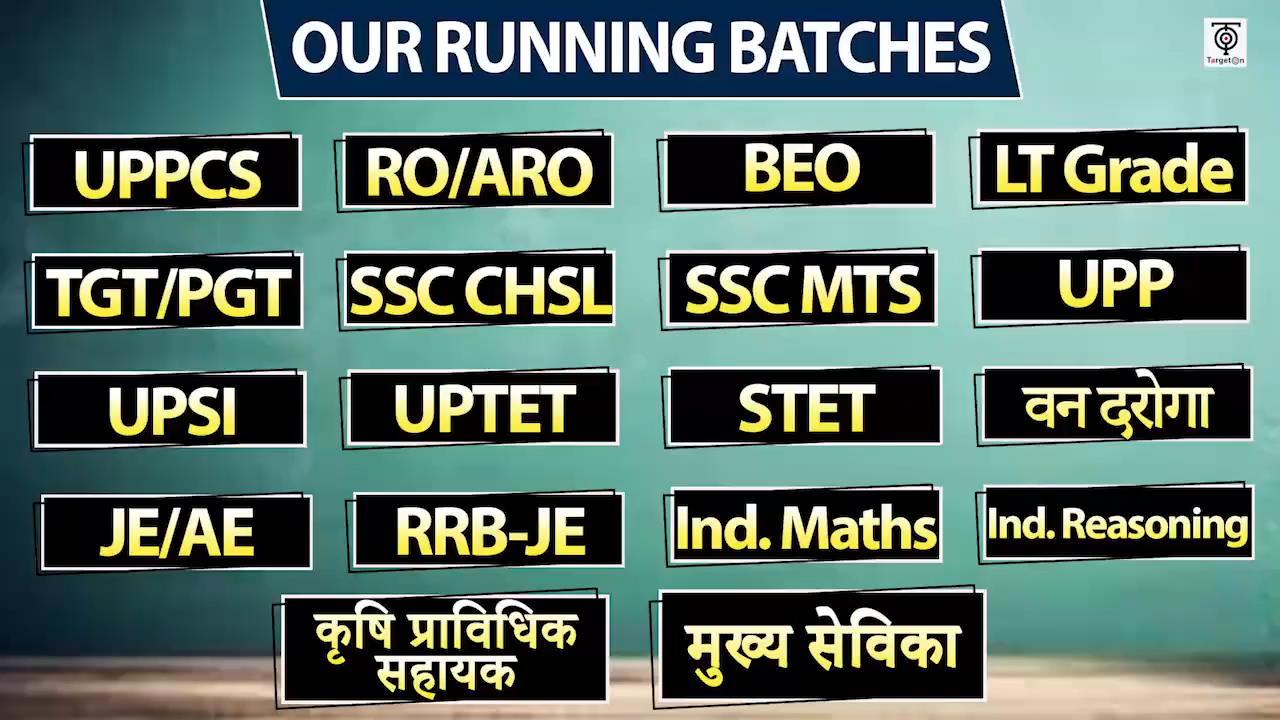 OUR RUNNING BATCHES
TargetOn
UPPCS
RO/ARO
BEO
LT Grade
TGT/PGT
SSC CHSL
SSC MTS
UPP
UPSI
UPTET
STET
वन दरोगा
JE/AE
RRB-JE
Ind. Maths
Ind. Reasoning
कृषि प्राविधिक
सहायक
मुख्य सेविका